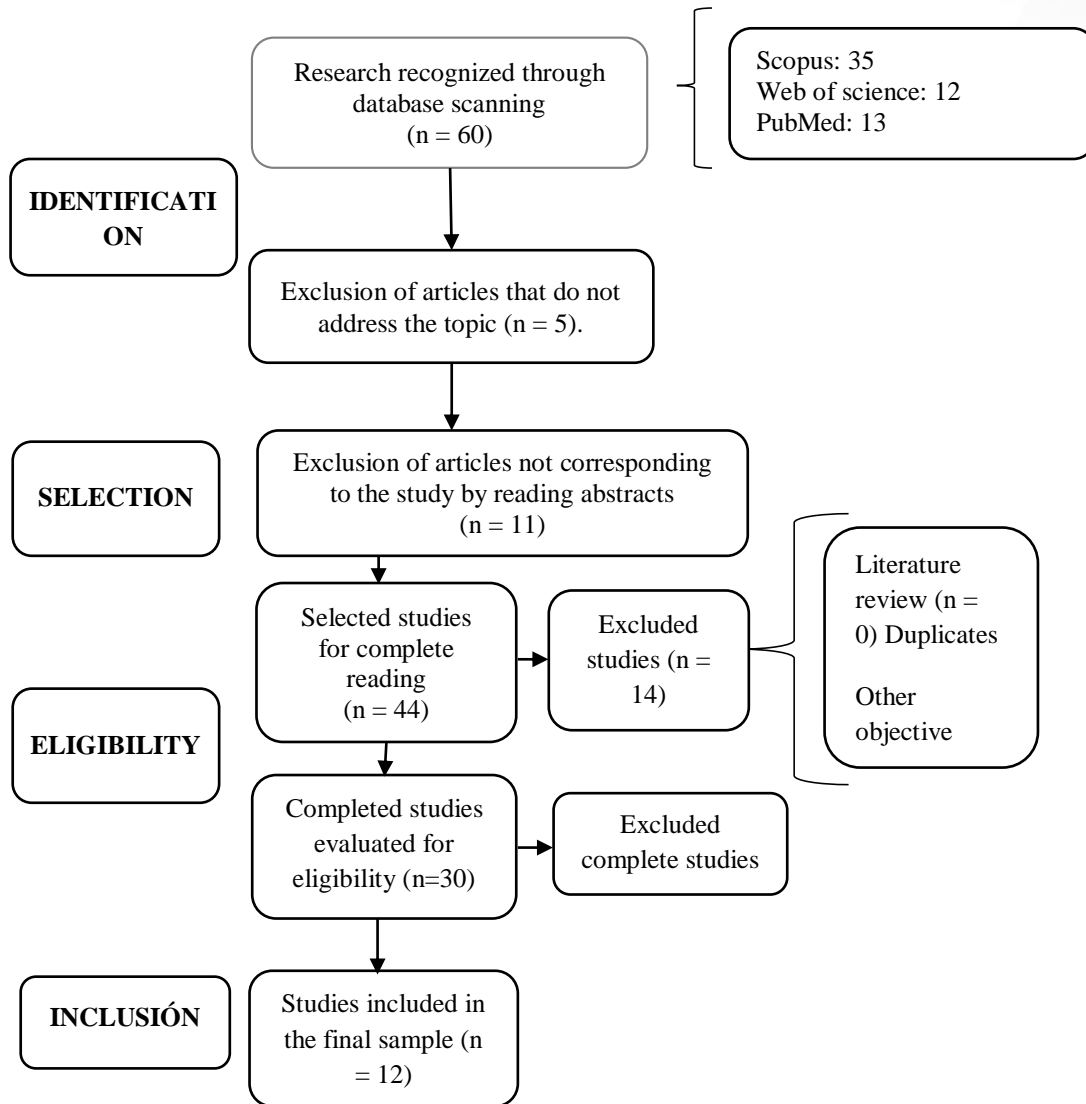 Research recognized through
database scanning
(n = 60)
Scopus: 35
Web of science: 12
PubMed: 13
IDENTIFICATI
ON
Exclusion of articles that do not
address the topic (n = 5).
SELECTION
Exclusion of articles not corresponding
to the study by reading abstracts
(n = 11)
Selected studies
for complete
reading
(n = 44)
Excluded
studies (n =
14)
Literature
review (n =
0) Duplicates
Other
objective
ELIGIBILITY
Completed studies
evaluated for
eligibility (n=30)
Excluded
complete studies
INCLUSIÓN
Studies included in
the final sample (n
= 12)